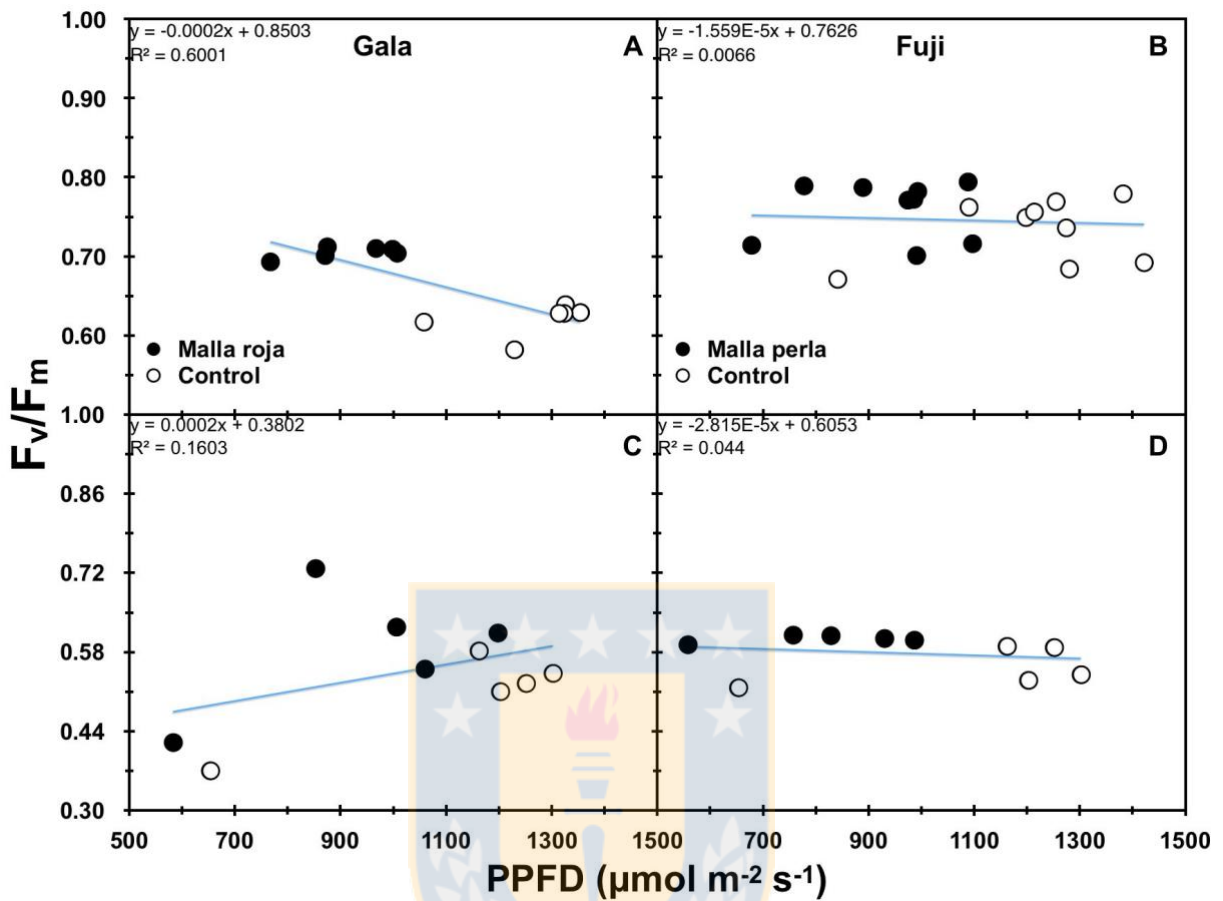 y = -0.0002x + 0.8503
R² = 0.6001
Gala
A
y = -1.559E-5x + 0.7626
R² = 0.0066
Fuji
B
1.00
0.90
0.80
0.70
0.60
Malla roja
Control
Malla perla
Control
Fv/Fm
y = 0.0002x + 0.3802
R² = 0.1603
C
y = -2.815E-5x + 0.6053
R² = 0.044
D
1.00
0.86
0.72
0.58
0.44
0.30
500 700 900 1100 1300 1500 700 900 1100 1300 1500
PPFD (µmol m⁻² s⁻¹)